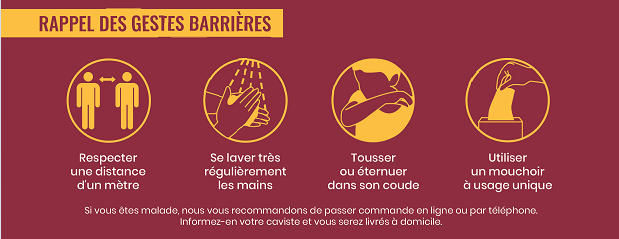 RAPPEL DES GESTES BARRIÈRES
Respecter
une distance
d'un mètre
Se laver très
régulièrement
les mains
Tousser
ou éternuer
dans son coude
Utiliser
un mouchoir
à usage unique
Si vous êtes malade, nous vous recommandons de passer commande en ligne ou par téléphone.
Informez-en votre caviste et vous serez livrés à domicile.